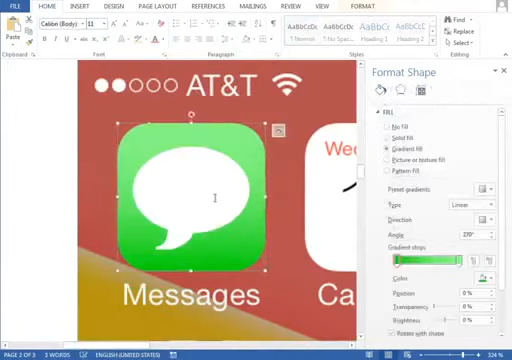 FILE HOME INSERT DESIGN PAGE LAYOUT REFERENCES MAILINGS REVIEW VIEW FORMAT
Paste
Calibri (Body) 11
Clipboard Font Paragraph Styles Editing
AaBbCcDc AaBbCcDc AaBbCc AaBbCcD
¶ Normal ¶ No Spac... Heading 1 Heading 2
Find
Replace
Select
AT&T
Messages
Wed
Ca
Format Shape
FILL
No fill
Solid fill
Gradient fill
Picture or texture fill
Pattern fill
Preset gradients
Type Linear
Direction
Angle 270°
Gradient stops
Color
Position 0 %
Transparency 0 %
Brightness 0 %
Rotate with shape
PAGE 2 OF 3 3 WORDS ENGLISH (UNITED STATES) 324 %